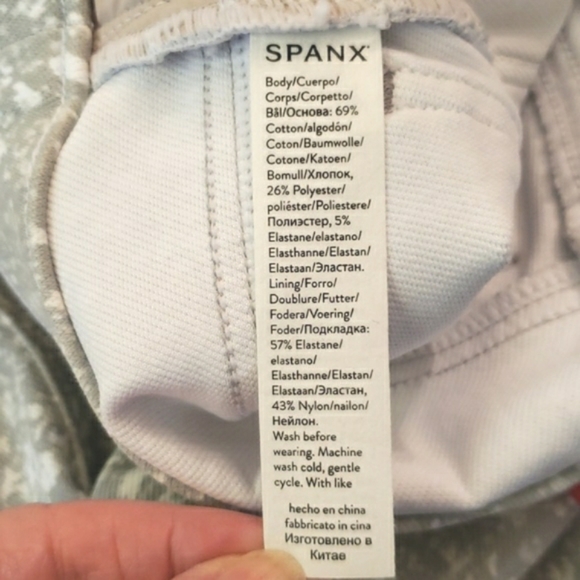 SPANX
Body/Cuerpo/
Corps/Corpetto/
Bål/Основа: 69%
Cotton/algodón/
Coton/Baumwolle/
Cotone/Katoen/
Bomull/Хлопок,
26% Polyester/
poliéster/Poliestere/
Полиэстер, 5%
Elastane/elastano/
Elasthanne/Elastan/
Elastaan/Эластан.
Lining/Forro/
Doublure/Futter/
Fodera/Voering/
Foder/Подкладка:
57% Elastane/
elastano/
Elasthanne/Elastan/
Elastaan/Эластан,
43% Nylon/nailon/
Нейлон.
Wash before
wearing. Machine
wash cold, gentle
cycle. With like
hecho en china
fabbricato in cina
Изготовлено в
Китае